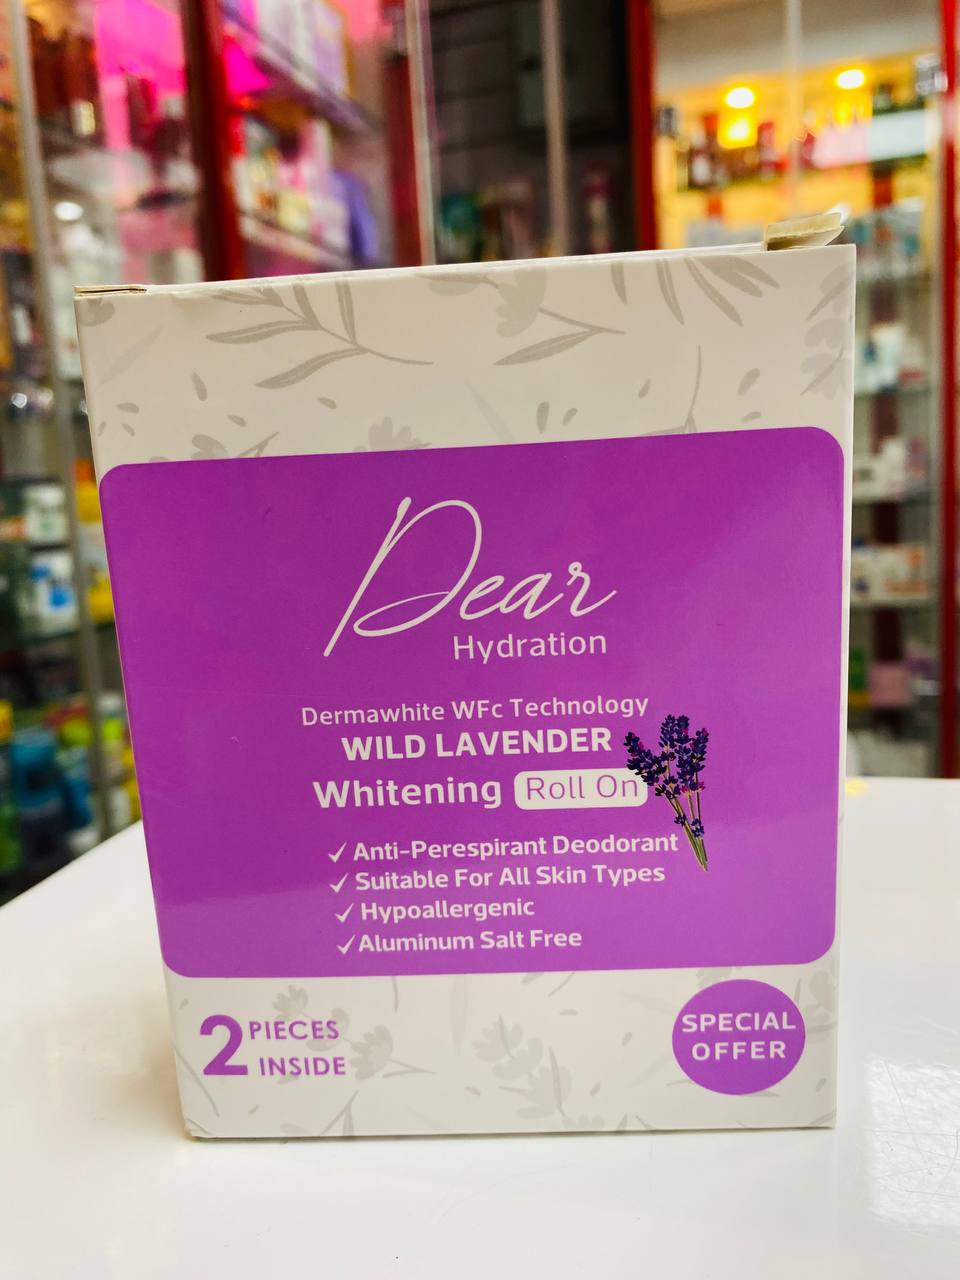 Dear
Hydration
Dermawhite WFc Technology
WILD LAVENDER
Whitening Roll On
✓ Anti-Perespirant Deodorant
✓ Suitable For All Skin Types
✓ Hypoallergenic
✓ Aluminum Salt Free
2 PIECES
INSIDE
SPECIAL
OFFER